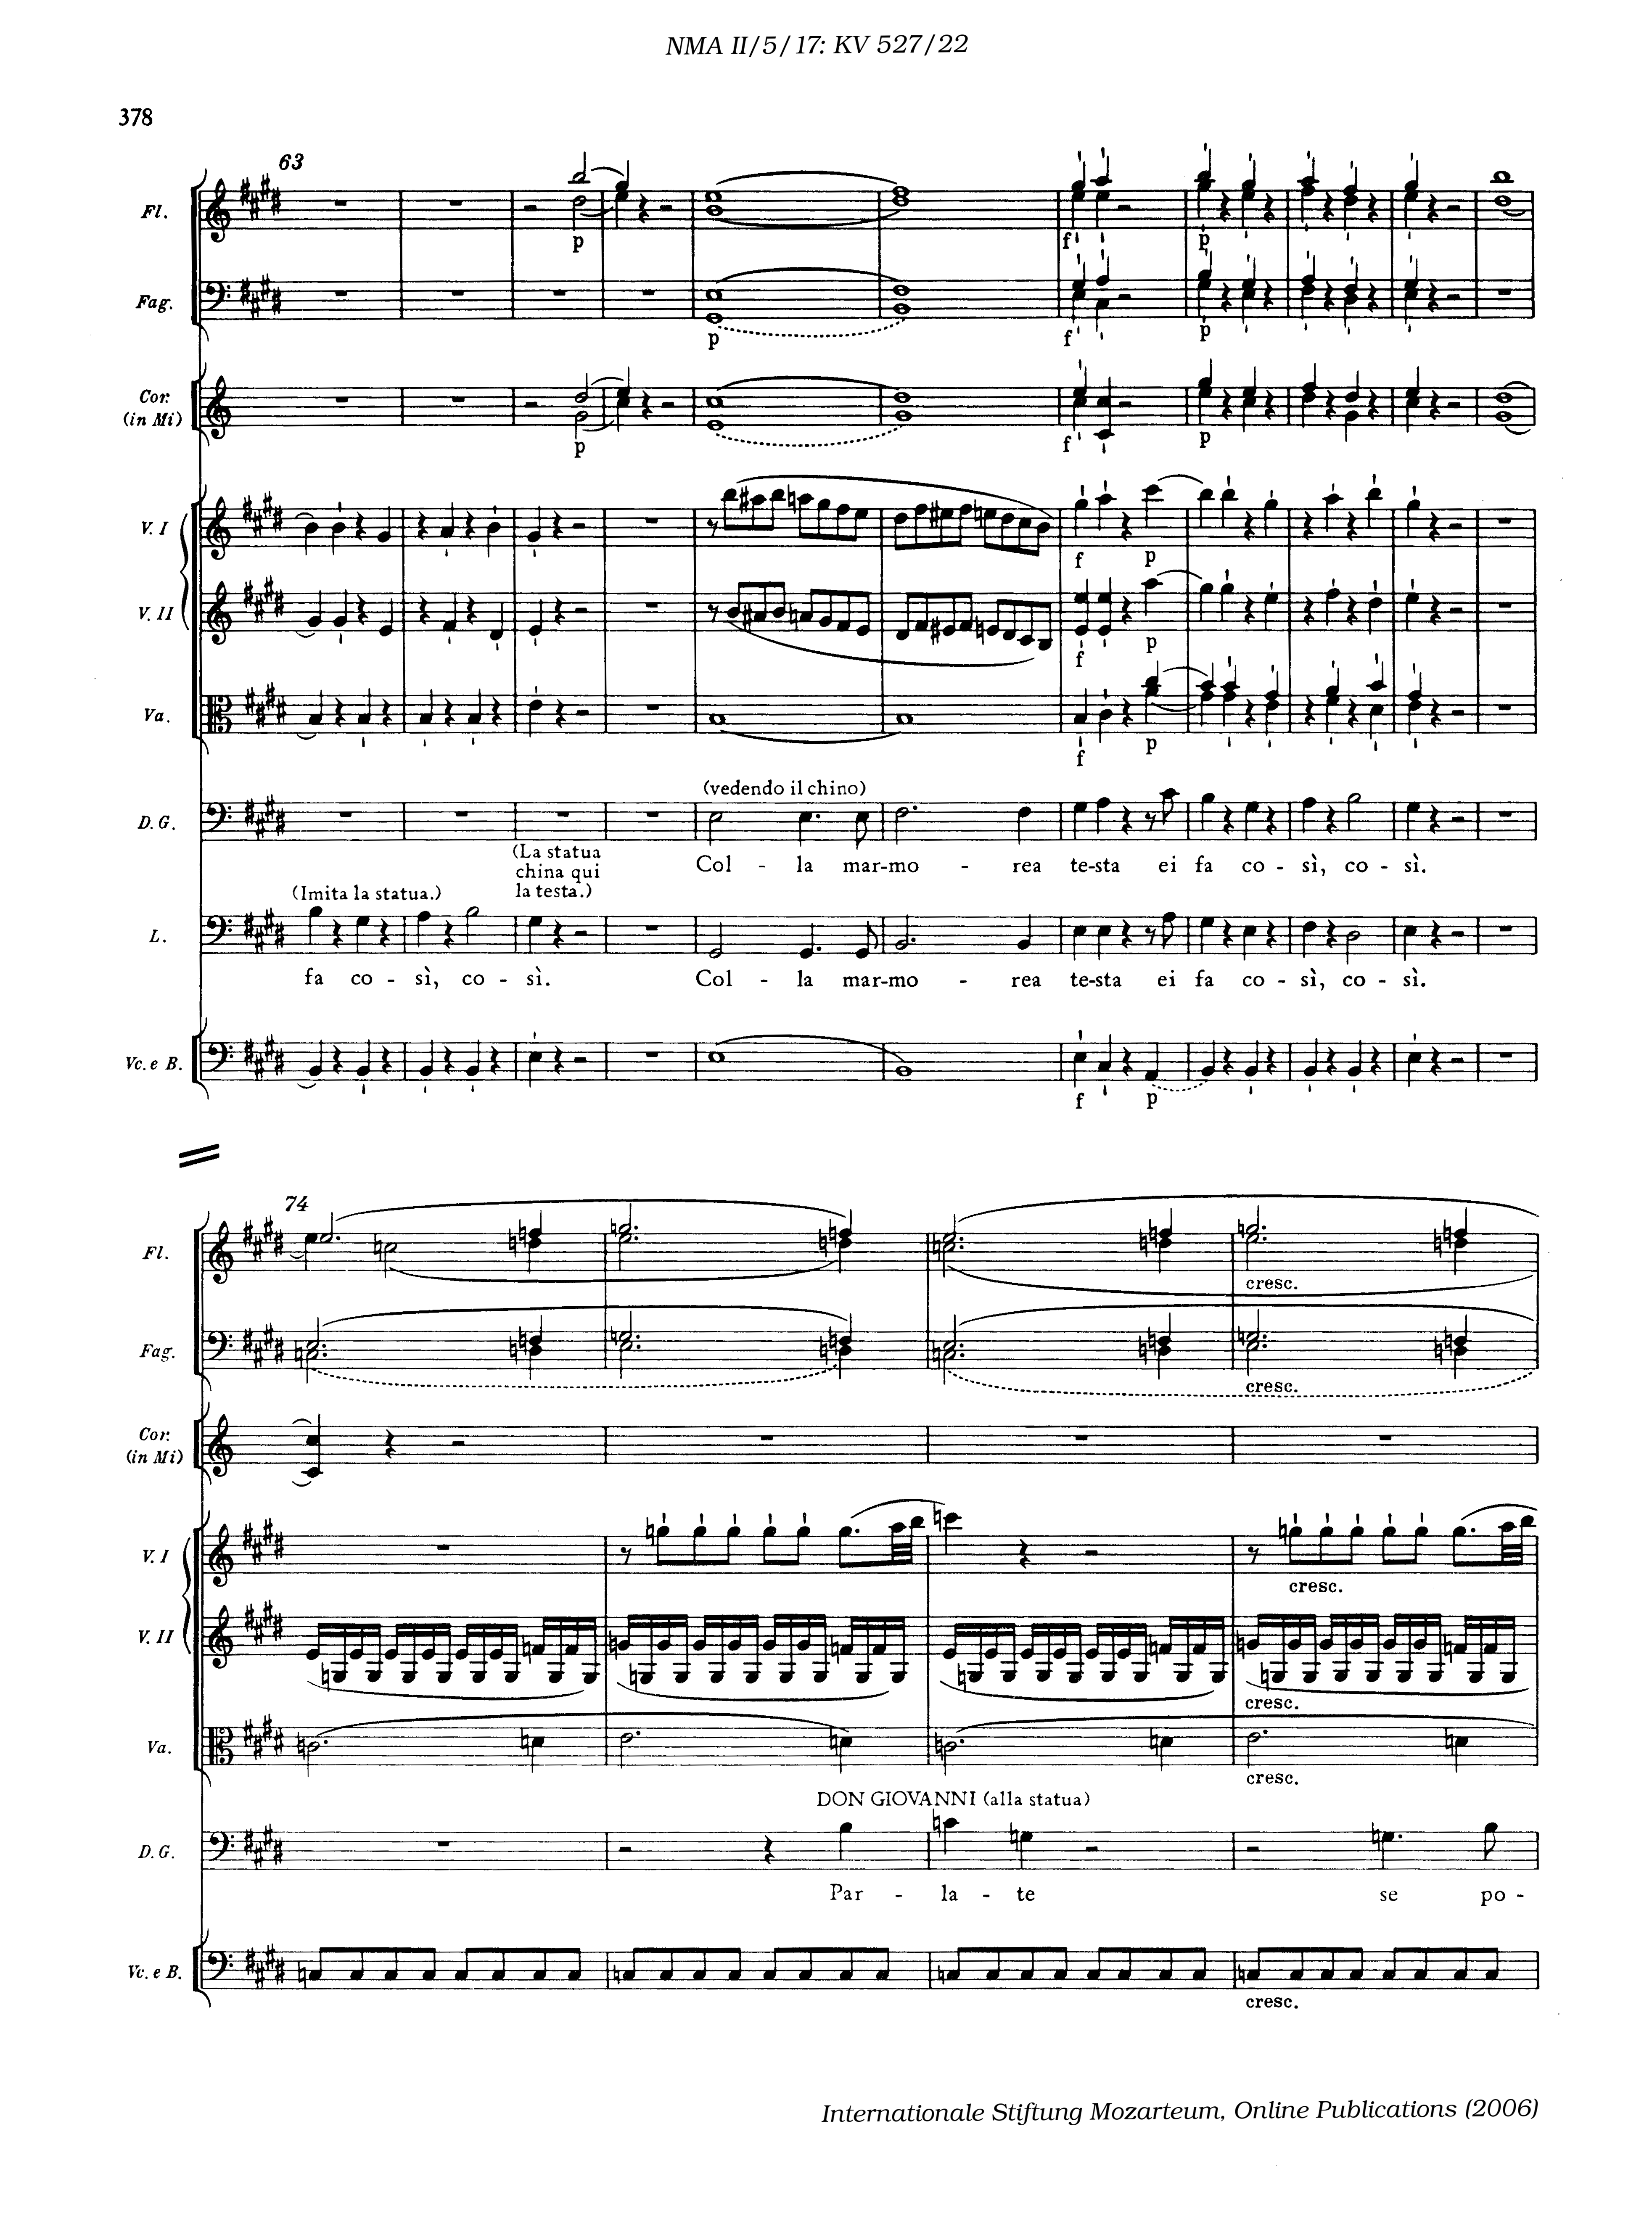 NMA II/5/17: KV 527/22
378
63
Fl.
p
f
p
Fag.
p
f
p
Cor.
(in Mi)
p
f
p
V. I
f
p
V. II
f
p
Va.
f
p
(vedendo il chino)
D. G.
Col - la mar-mo - rea te-sta ei fa co - sì, co - sì.
(La statua
china qui
la testa.)
(Imita la statua.)
L.
fa co - sì, co - sì. Col - la mar-mo - rea te-sta ei fa co - sì, co - sì.
Vc. e B.
f
p
74
Fl.
cresc.
Fag.
cresc.
Cor.
(in Mi)
V. I
cresc.
V. II
cresc.
Va.
cresc.
DON GIOVANNI (alla statua)
D. G.
Par - la - te se po -
Vc. e B.
cresc.
Internationale Stiftung Mozarteum, Online Publications (2006)